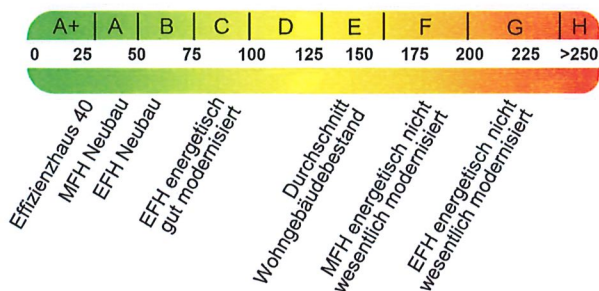 A+ A B C D E F G H
0 25 50 75 100 125 150 175 200 225 >250
Effizienzhaus 40
MFH Neubau
EFH Neubau
EFH energetisch
gut modernisiert
Durchschnitt
Wohngebäudebestand
MFH energetisch nicht
wesentlich modernisiert
EFH energetisch nicht
wesentlich modernisiert